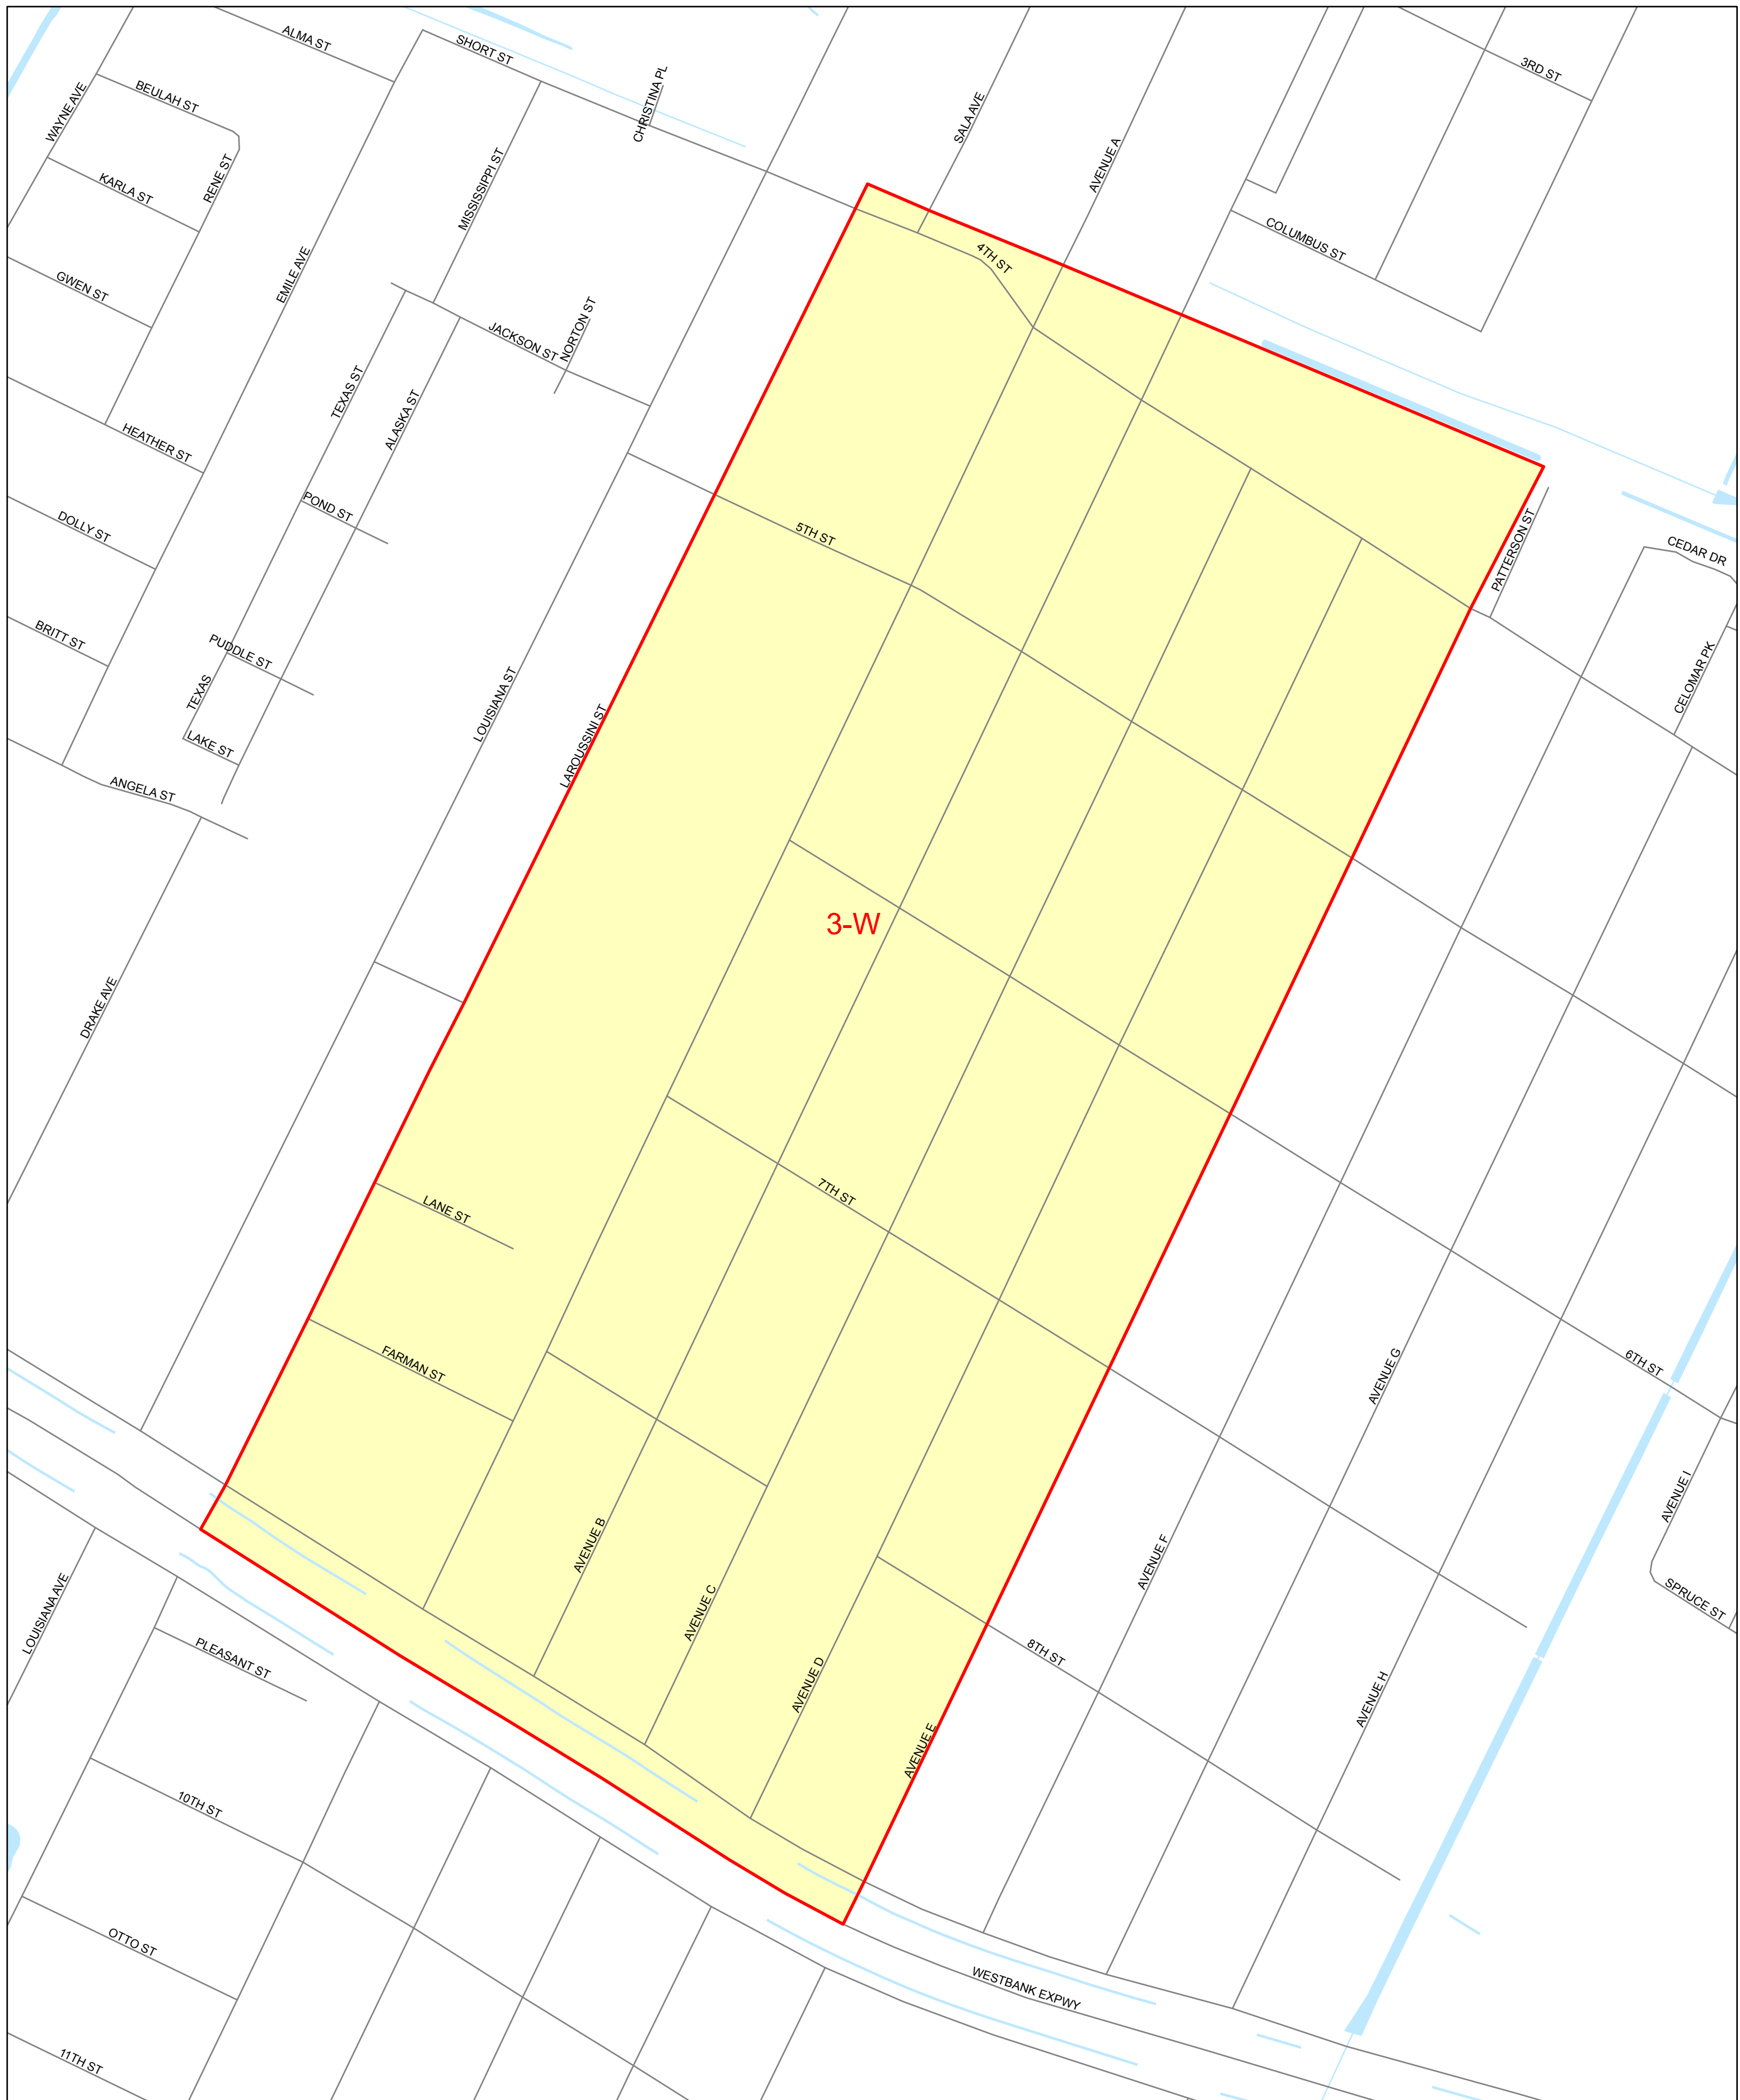 ALMA ST
SHORT ST
3RD ST
BEULAH ST
WAYNE AVE
CHRISTINA PL
SALA AVE
AVENUE A
RENE ST
KARLA ST
MISSISSIPPI ST
COLUMBUS ST
4TH ST
EMILE AVE
GWEN ST
JACKSON ST
NORTON ST
TEXAS ST
ALASKA ST
HEATHER ST
POND ST
DOLLY ST
5TH ST
PATTERSON ST
CEDAR DR
BRITT ST
PUDDLE ST
TEXAS
LOUISIANA ST
CELOMAR PK
LAROUSSINI ST
LAKE ST
ANGELA ST
3-W
DRAKE AVE
7TH ST
LANE ST
FARMAN ST
6TH ST
AVENUE G
AVENUE I
AVENUE B
AVENUE F
AVENUE C
SPRUCE ST
LOUISIANA AVE
PLEASANT ST
8TH ST
AVENUE D
AVENUE H
AVENUE E
10TH ST
OTTO ST
WESTBANK EXPWY
11TH ST